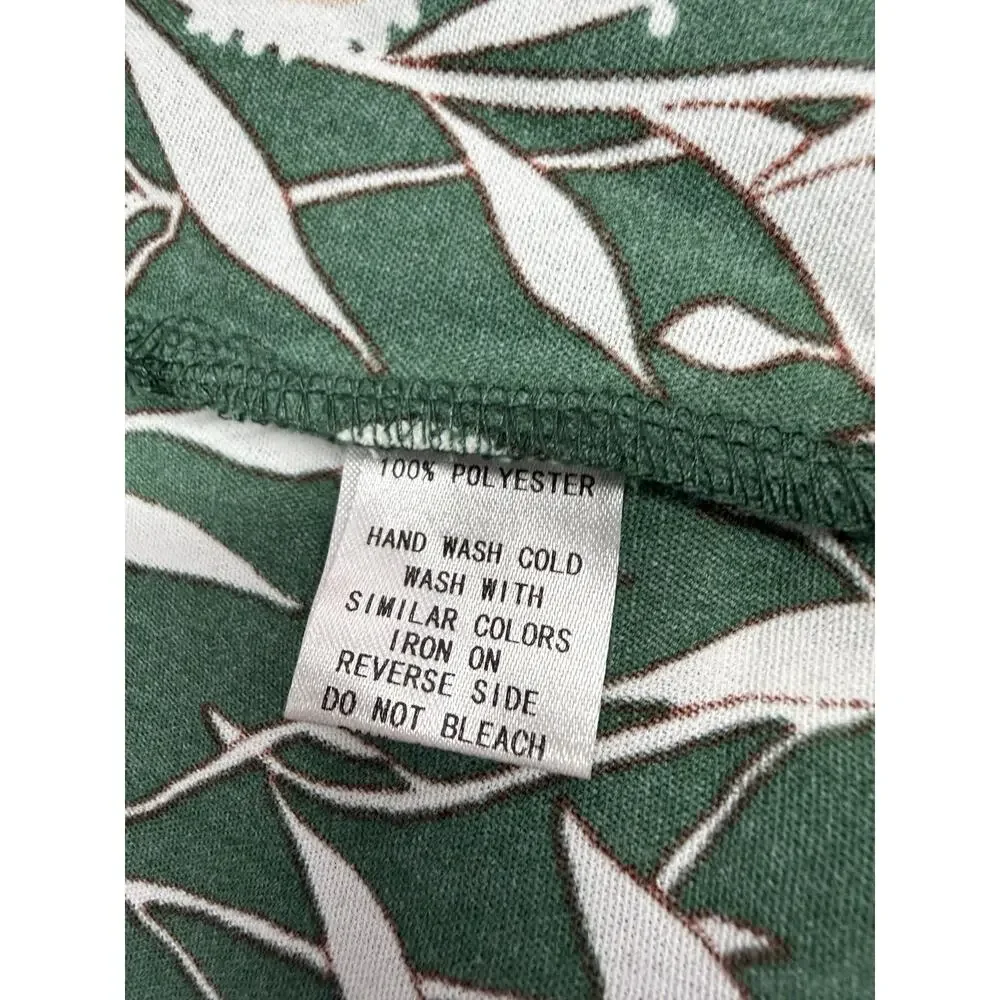 100% POLYESTER
HAND WASH COLD
WASH WITH
SIMILAR COLORS
IRON ON
REVERSE SIDE
DO NOT BLEACH